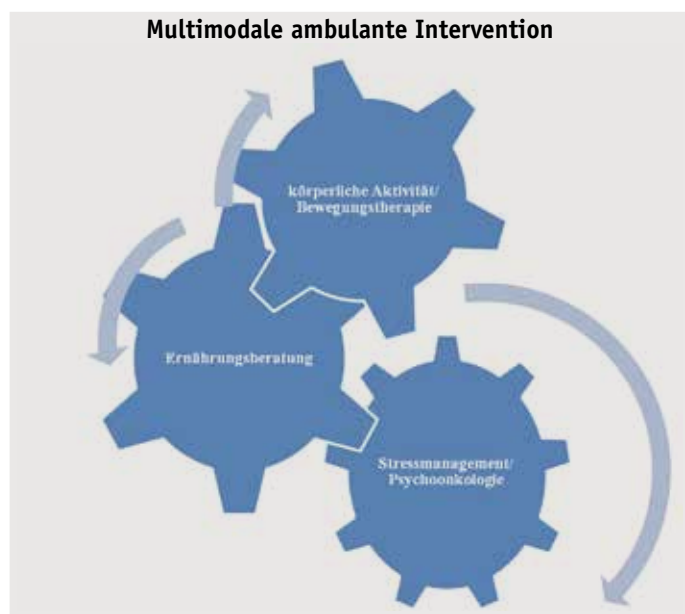 Multimodale ambulante Intervention
körperliche Aktivität/
Bewegungstherapie
Ernährungsberatung
Stressmanagement/
Psychoonkologie